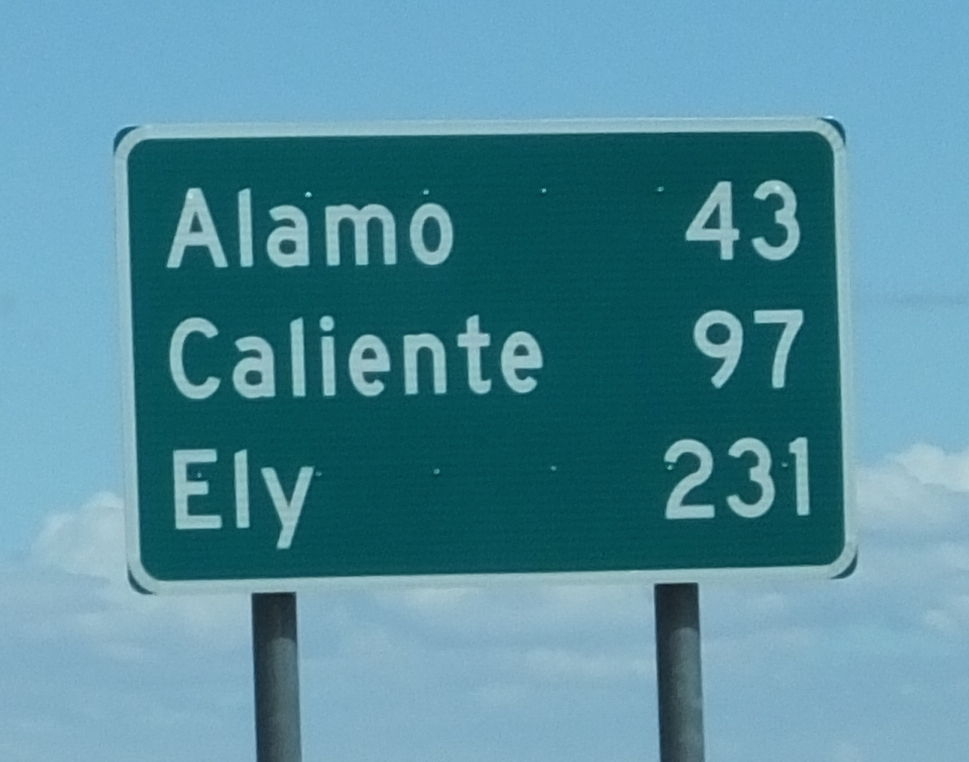 Alamo 43
Caliente 97
Ely 231